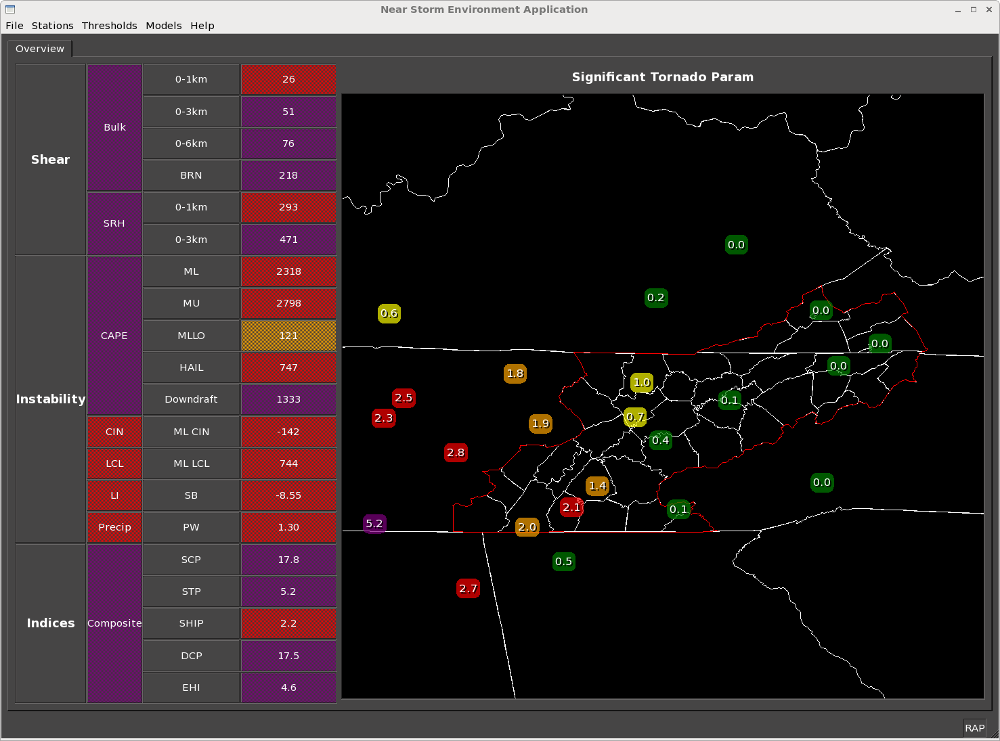 Near Storm Environment Application
File Stations Thresholds Models Help
Overview
Shear
Bulk
0-1km 26
0-3km 51
0-6km 76
BRN 218
SRH
0-1km 293
0-3km 471
Instability
CAPE
ML 2318
MU 2798
MLLO 121
HAIL 747
Downdraft 1333
CIN ML CIN -142
LCL ML LCL 744
LI SB -8.55
Precip PW 1.30
Indices
Composite
SCP 17.8
STP 5.2
SHIP 2.2
DCP 17.5
EHI 4.6
Significant Tornado Param
0.0
0.2
0.6
0.0
0.0
0.0
1.8
1.0
2.5
0.1
2.3
0.7
1.9
0.4
2.8
0.0
1.4
2.1
0.1
5.2
2.0
0.5
2.7
RAP